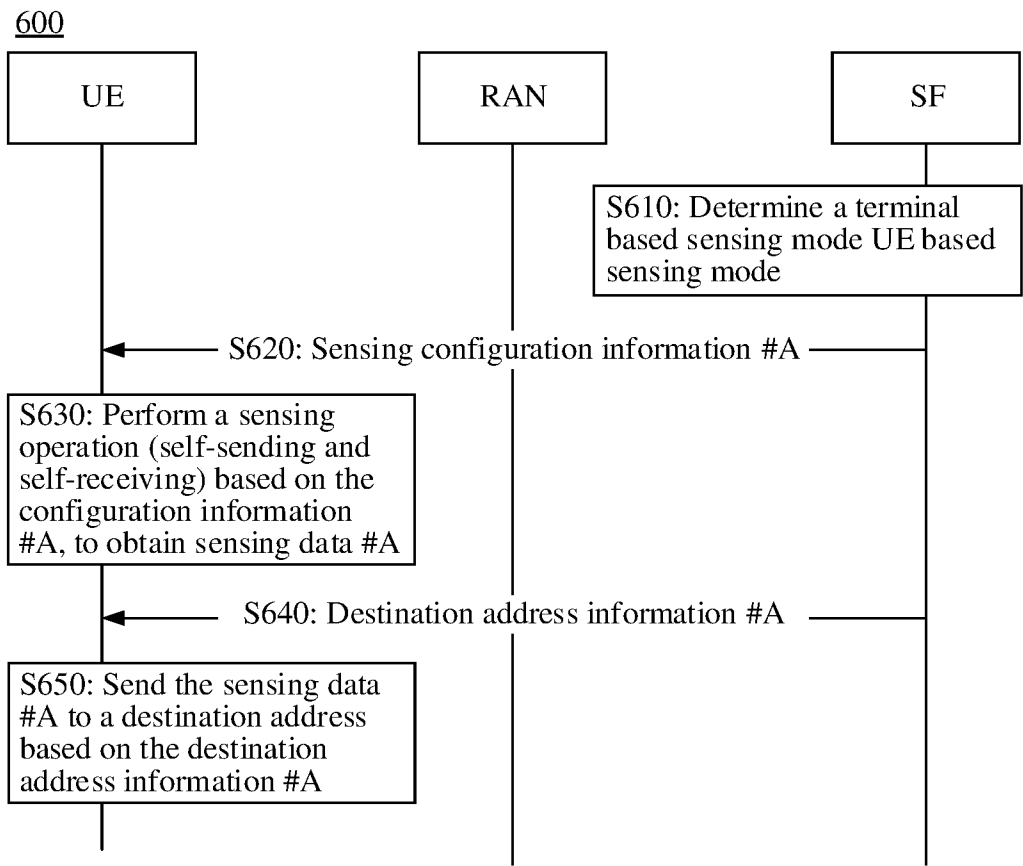 600
UE
RAN
SF
S610: Determine a terminal
based sensing mode UE based
sensing mode
S620: Sensing configuration information #A
S630: Perform a sensing
operation (self-sending and
self-receiving) based on the
configuration information
#A, to obtain sensing data #A
S640: Destination address information #A
S650: Send the sensing data
#A to a destination address
based on the destination
address information #A